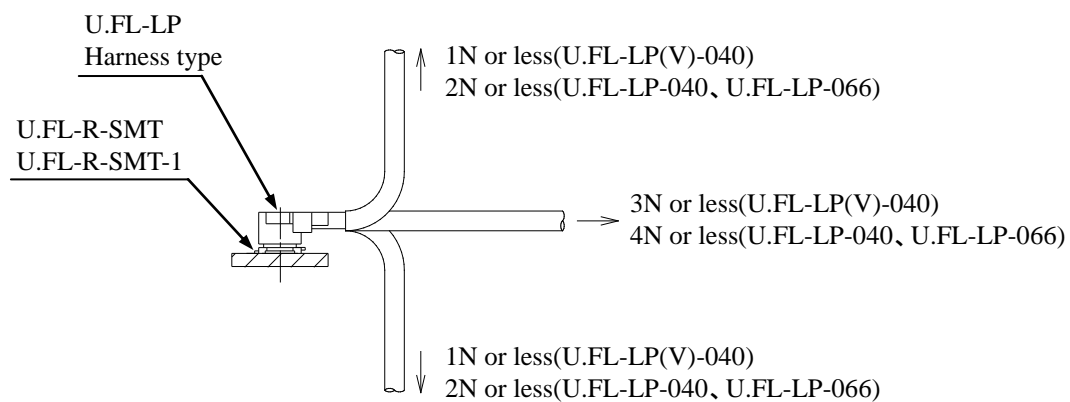 U.FL-LP
Harness type
1N or less(U.FL-LP(V)-040)
2N or less(U.FL-LP-040、U.FL-LP-066)
U.FL-R-SMT
U.FL-R-SMT-1
3N or less(U.FL-LP(V)-040)
4N or less(U.FL-LP-040、U.FL-LP-066)
1N or less(U.FL-LP(V)-040)
2N or less(U.FL-LP-040、U.FL-LP-066)